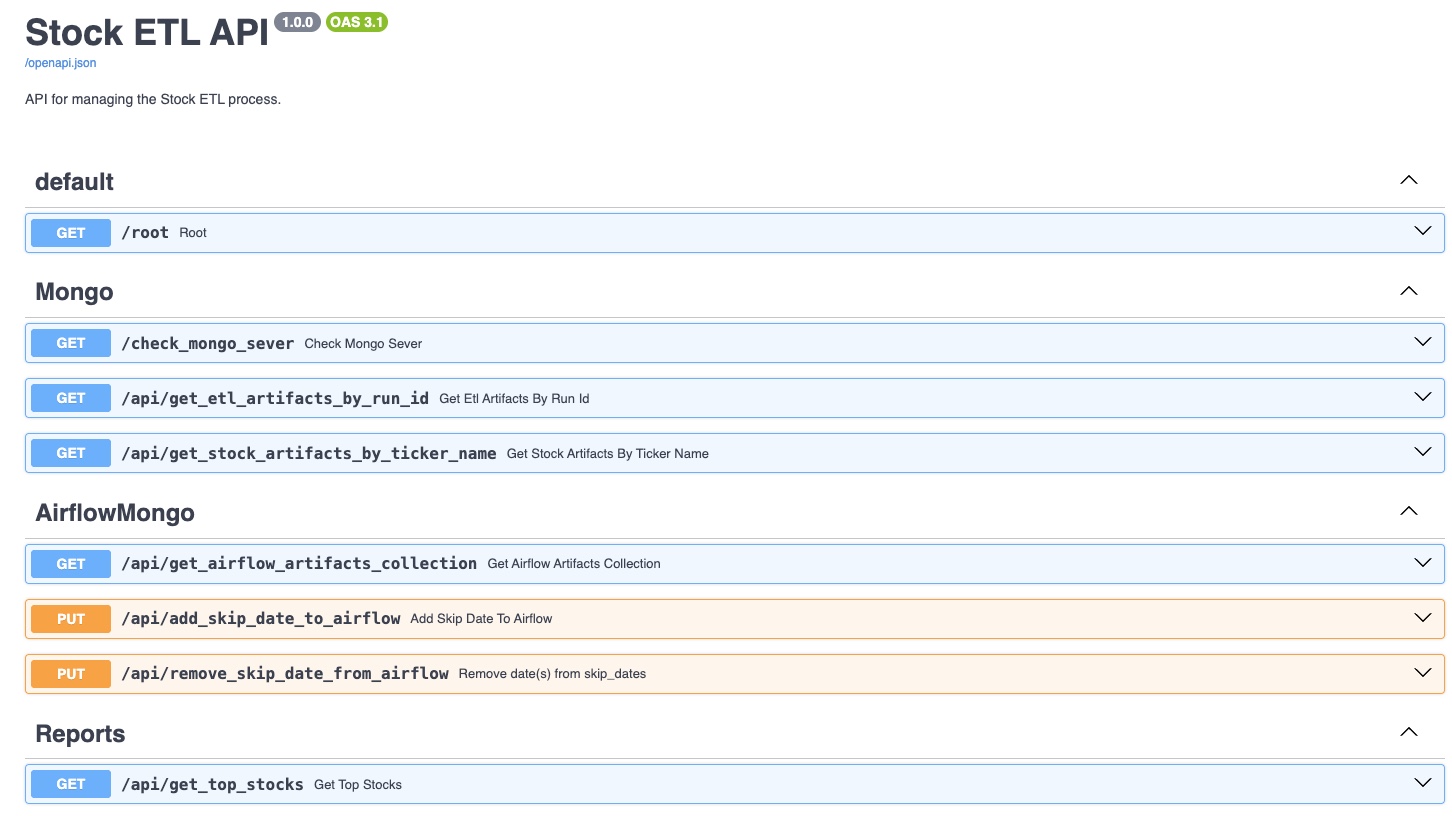 Stock ETL API 1.0.0 OAS 3.1
/openapi.json
API for managing the Stock ETL process.
default
GET /root Root
Mongo
GET /check_mongo_sever Check Mongo Sever
GET /api/get_etl_artifacts_by_run_id Get Etl Artifacts By Run Id
GET /api/get_stock_artifacts_by_ticker_name Get Stock Artifacts By Ticker Name
AirflowMongo
GET /api/get_airflow_artifacts_collection Get Airflow Artifacts Collection
PUT /api/add_skip_date_to_airflow Add Skip Date To Airflow
PUT /api/remove_skip_date_from_airflow Remove date(s) from skip_dates
Reports
GET /api/get_top_stocks Get Top Stocks